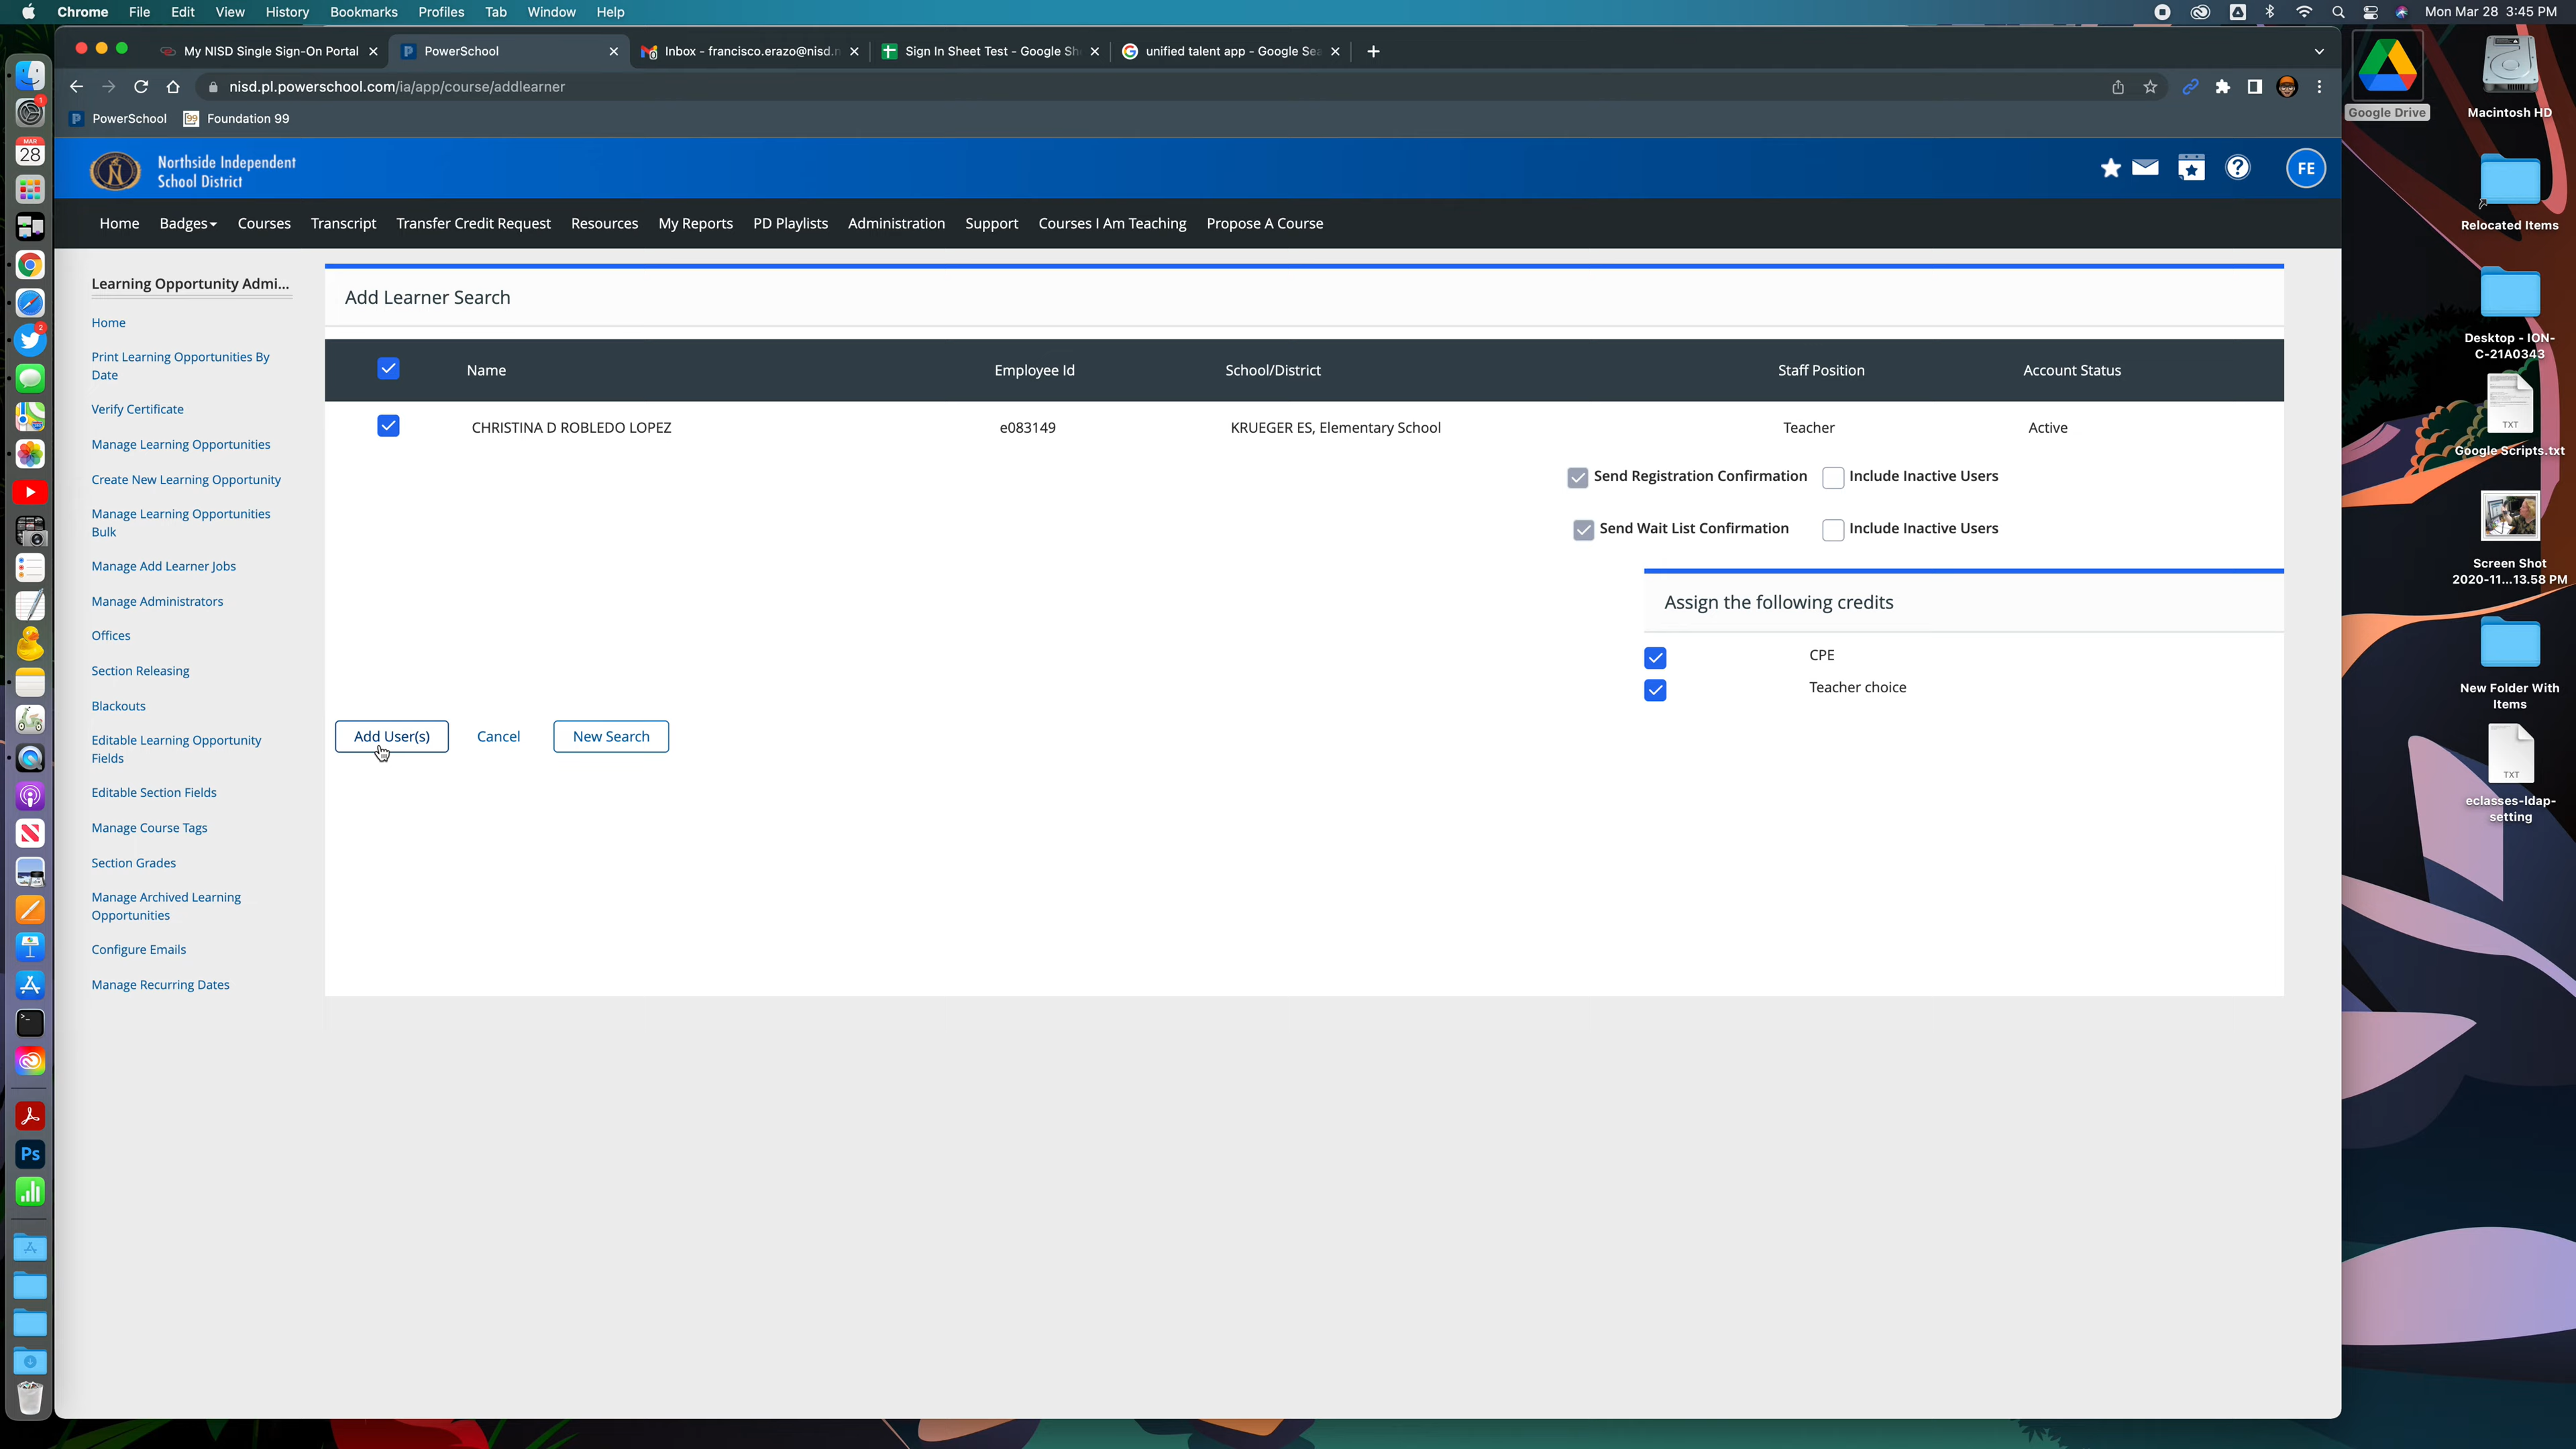 Chrome File Edit View History Bookmarks Profiles Tab Window Help Mon Mar 28 3:45 PM
My NISD Single Sign-On Portal PowerSchool Inbox - francisco.erazo@nisd.n Sign In Sheet Test - Google Sh unified talent app - Google Sea
nisd.pl.powerschool.com/ia/app/course/addlearner
PowerSchool Foundation 99
Northside Independent
School District
FE
Home Badges Courses Transcript Transfer Credit Request Resources My Reports PD Playlists Administration Support Courses I Am Teaching Propose A Course
Learning Opportunity Admi...
Home
Print Learning Opportunities By
Date
Verify Certificate
Manage Learning Opportunities
Create New Learning Opportunity
Manage Learning Opportunities
Bulk
Manage Add Learner Jobs
Manage Administrators
Offices
Section Releasing
Blackouts
Editable Learning Opportunity
Fields
Editable Section Fields
Manage Course Tags
Section Grades
Manage Archived Learning
Opportunities
Configure Emails
Manage Recurring Dates
Add Learner Search
Name Employee Id School/District Staff Position Account Status
CHRISTINA D ROBLEDO LOPEZ e083149 KRUEGER ES, Elementary School Teacher Active
Send Registration Confirmation Include Inactive Users
Send Wait List Confirmation Include Inactive Users
Assign the following credits
CPE
Teacher choice
Add User(s) Cancel New Search
Google Drive
Macintosh HD
Relocated Items
Desktop - ION-
C-21A0343
TXT
Google Scripts.txt
Screen Shot
2020-11...13.58 PM
New Folder With
Items
TXT
eclasses-ldap-
setting
MAR
28
1
2
Ps